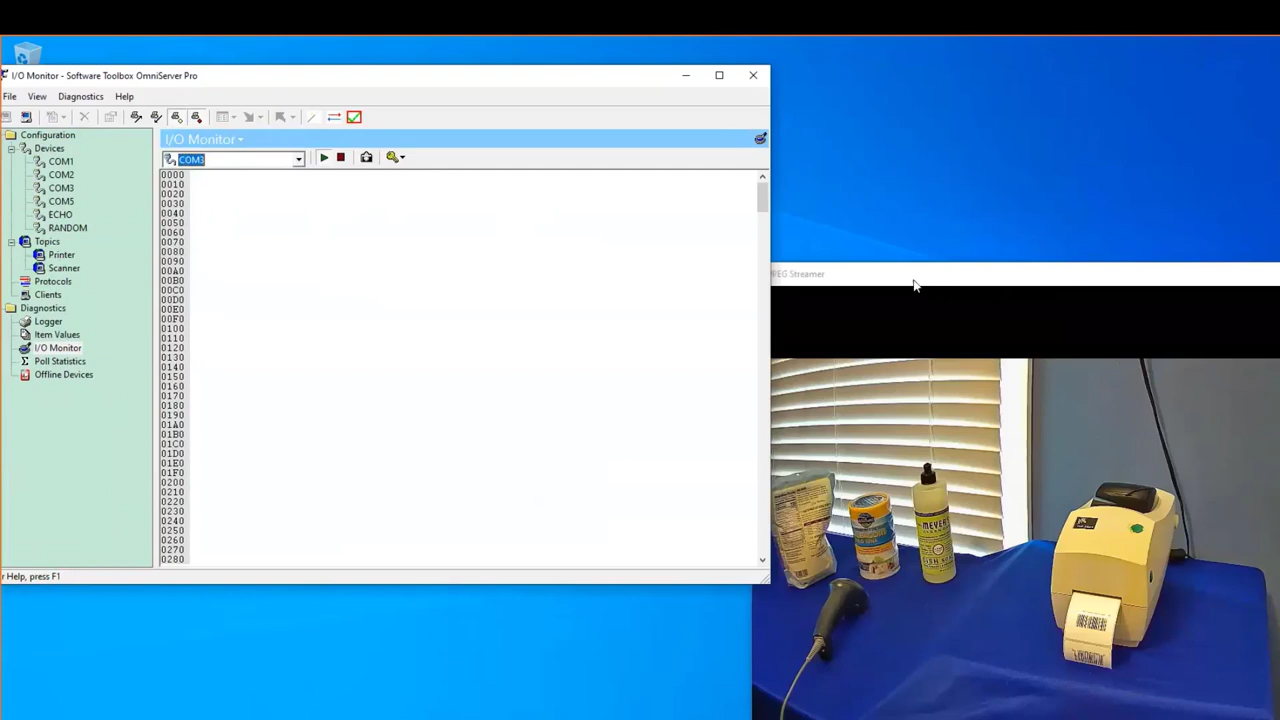 I/O Monitor - Software Toolbox OmniServer Pro
File View Diagnostics Help
Configuration
Devices
COM1
COM2
COM3
COM5
ECHO
RANDOM
Topics
Printer
Scanner
Protocols
Clients
Diagnostics
Logger
Item Values
I/O Monitor
Poll Statistics
Offline Devices
I/O Monitor
COM3
0000
0010
0020
0030
0040
0050
0060
0070
0080
0090
00A0
00B0
00C0
00D0
00E0
00F0
0100
0110
0120
0130
0140
0150
0160
0170
0180
0190
01A0
01B0
01C0
01D0
01E0
01F0
0200
0210
0220
0230
0240
0250
0260
0270
0280
r Help, press F1
PEG Streamer
MEYER